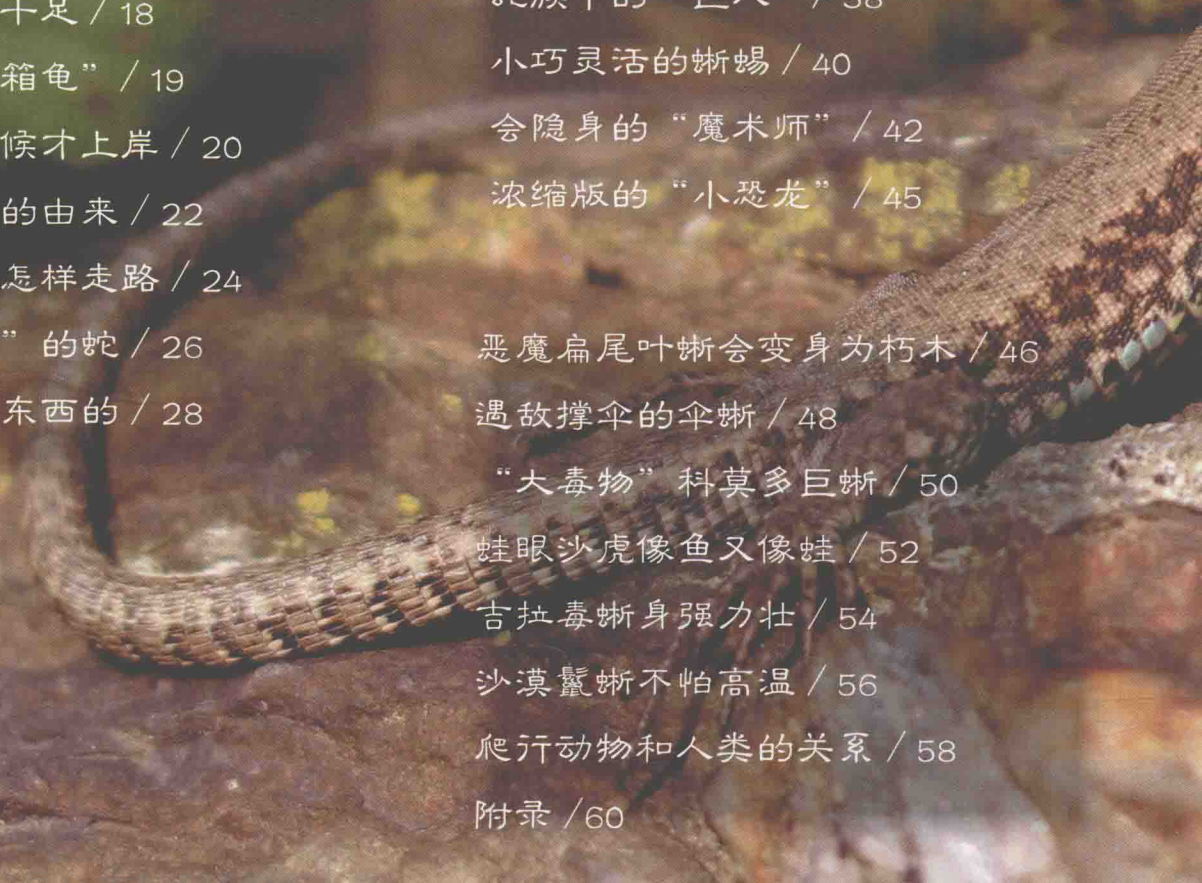 十足 / 18
箱龟” / 19
候才上岸 / 20
的由来 / 22
怎样走路 / 24
” 的蛇 / 26
东西的 / 28
小巧灵活的蜥蜴 / 40
会隐身的 “魔术师” / 42
浓缩版的 “小恐龙” / 45
恶魔扁尾叶蜥会变身为朽木 / 46
遇敌撑伞的伞蜥 / 48
“大毒物” 科莫多巨蜥 / 50
蛙眼沙虎像鱼又像蛙 / 52
吉拉毒蜥身强力壮 / 54
沙漠鬣蜥不怕高温 / 56
爬行动物和人类的关系 / 58
附录 /60